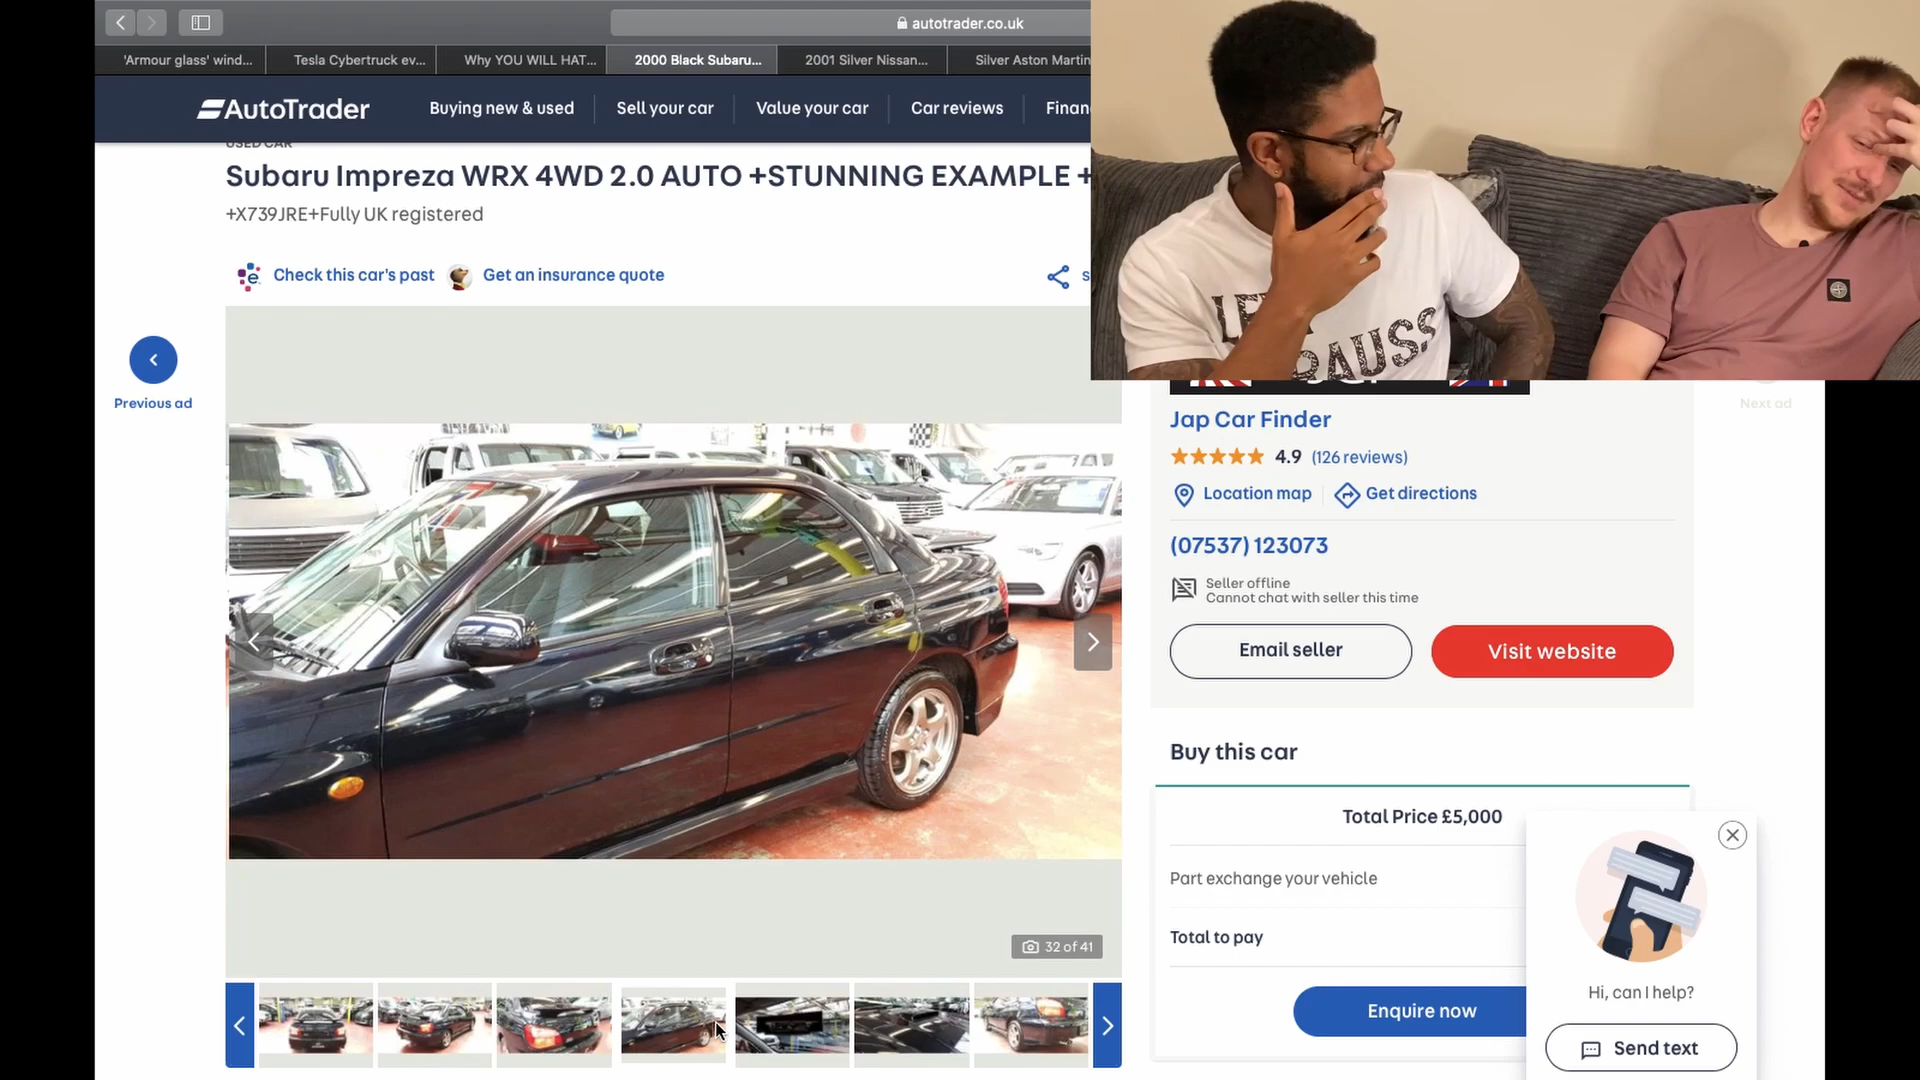 autotrader.co.uk
'Armour glass' wind...
Tesla Cybertruck ev...
Why YOU WILL HAT...
2000 Black Subaru...
2001 Silver Nissan...
Silver Aston Martin
AutoTrader
Buying new & used
Sell your car
Value your car
Car reviews
USED CAR
Subaru Impreza WRX 4WD 2.0 AUTO +STUNNING EXAMPLE +
+X739JRE+Fully UK registered
Check this car's past
Get an insurance quote
Previous ad
Next ad
Jap Car Finder
4.9 (126 reviews)
Location map
Get directions
(07537) 123073
Seller offline
Cannot chat with seller this time
Email seller
Visit website
Buy this car
Total Price £5,000
Part exchange your vehicle
Total to pay
Enquire now
32 of 41
Hi, can I help?
Send text